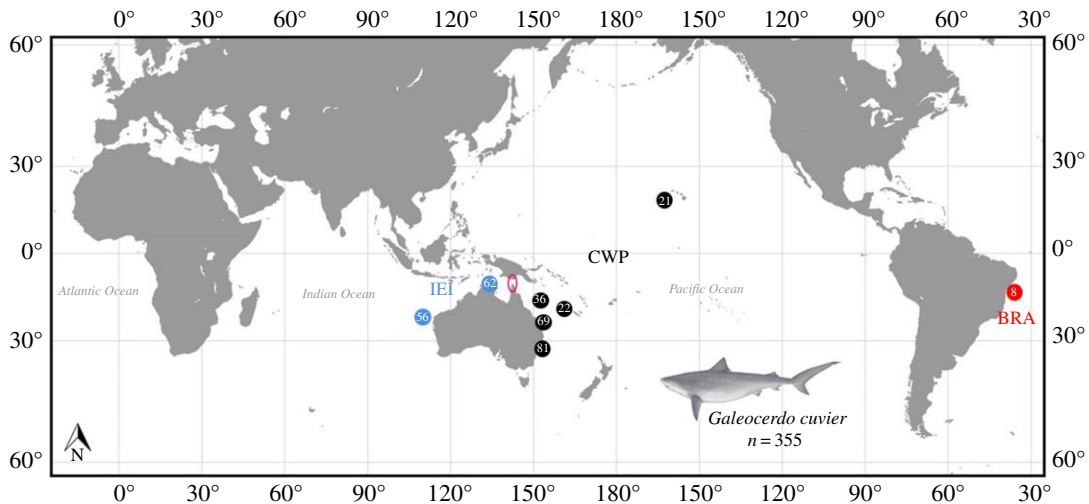 0° 30° 60° 90° 120° 150° 180° 150° 120° 90° 60° 30°
60° 60°
30° 30°
21
0° CWP 0°
Atlantic Ocean Indian Ocean IEI 62 Pacific Ocean 8
36
22
56 69 BRA
30° 81 30°
Galeocerdo cuvier
n = 355
N
60° 60°
0° 30° 60° 90° 120° 150° 180° 150° 120° 90° 60° 30°